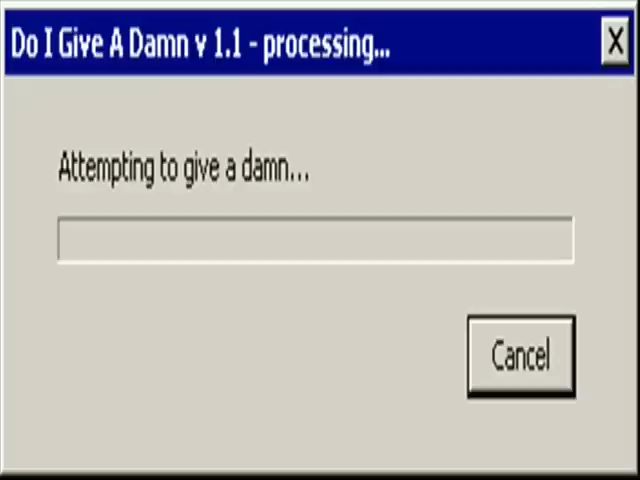 Do I Give A Damn v 1.1 - processing...
Attempting to give a damn...
Cancel